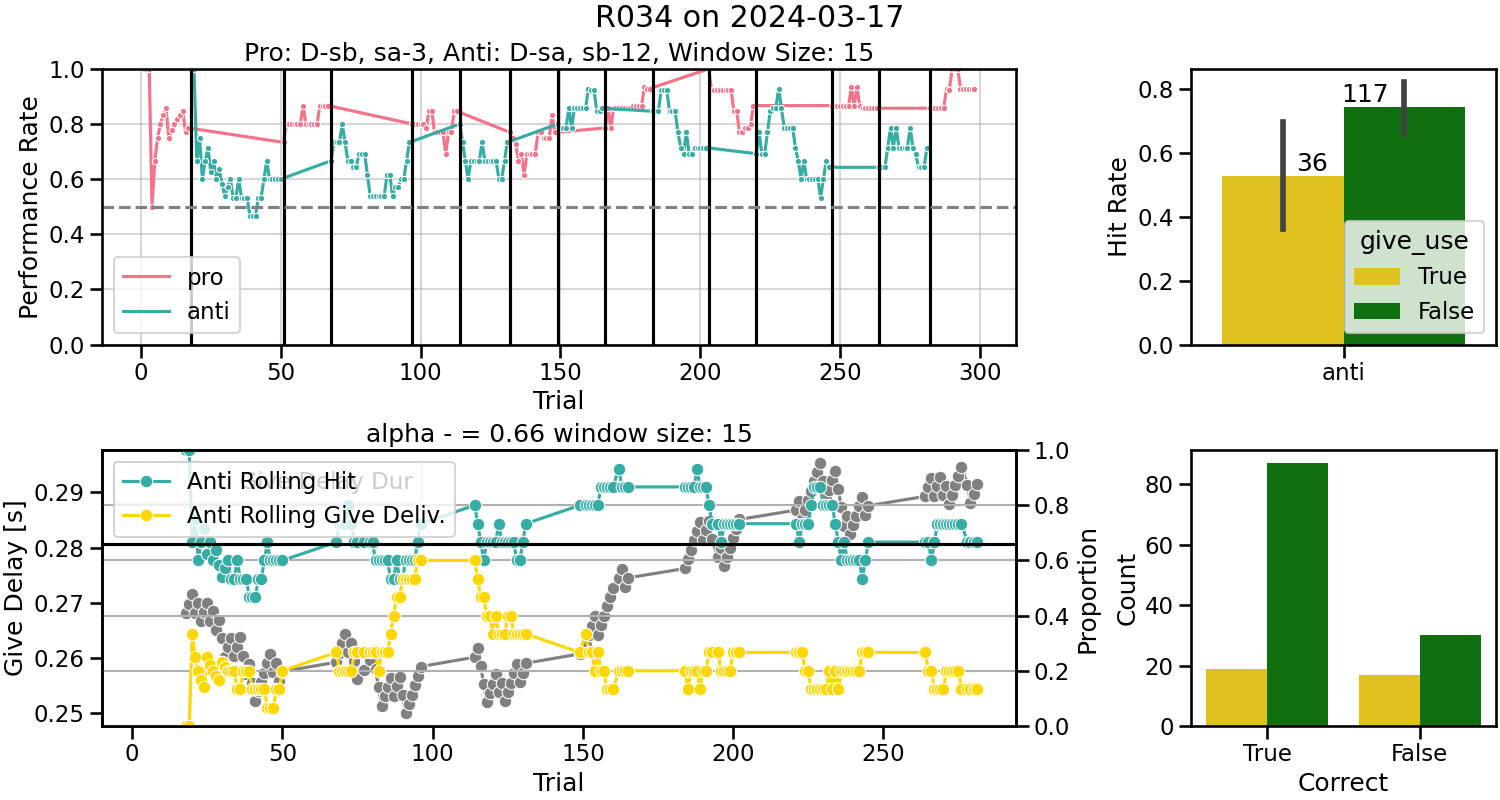 R034 on 2024-03-17
Pro: D-sb, sa-3, Anti: D-sa, sb-12, Window Size: 15
Performance Rate
1.0
0.8
0.6
0.4
0.2
0.0
pro
anti
0 50 100 150 200 250 300
Trial
Hit Rate
0.8
0.6
0.4
0.2
0.0
36
117
give_use
True
False
anti
alpha - = 0.66 window size: 15
Give Delay [s]
0.29
0.28
0.27
0.26
0.25
Give Delay Dur
Anti Rolling Hit
Anti Rolling Give Deliv.
1.0
0.8
0.6
0.4
0.2
0.0
Proportion
0 50 100 150 200 250
Trial
Count
80
60
40
20
0
True False
Correct